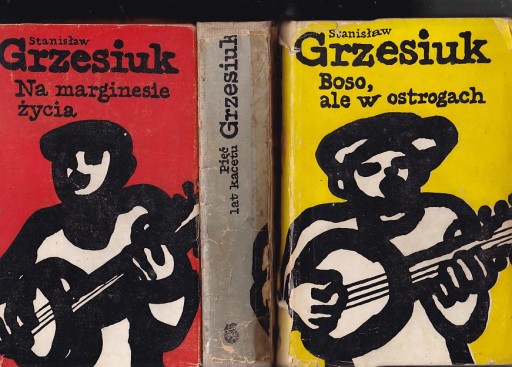 Stanisław
Grzesiuk
Na marginesie
życia
Pięć
lat kacetu
Grzesiuk
Stanisław
Grzesiuk
Boso,
ale w ostrogach